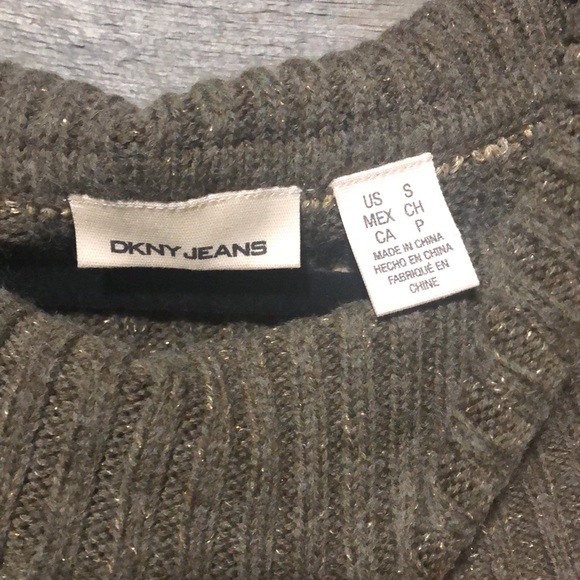 DKNY JEANS
US S
MEX CH
CA P
MADE IN CHINA
HECHO EN CHINA
FABRIQUÉ EN
CHINE